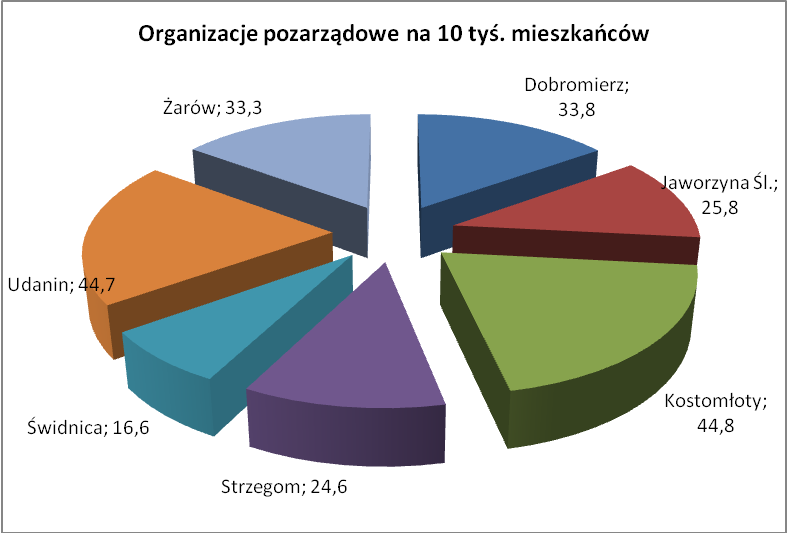 Organizacje pozarządowe na 10 tyś. mieszkańców
Dobromierz;
33,8
Jaworzyna Śl.;
25,8
Kostomłoty;
44,8
Strzegom; 24,6
Świdnica; 16,6
Udanin; 44,7
Żarów; 33,3